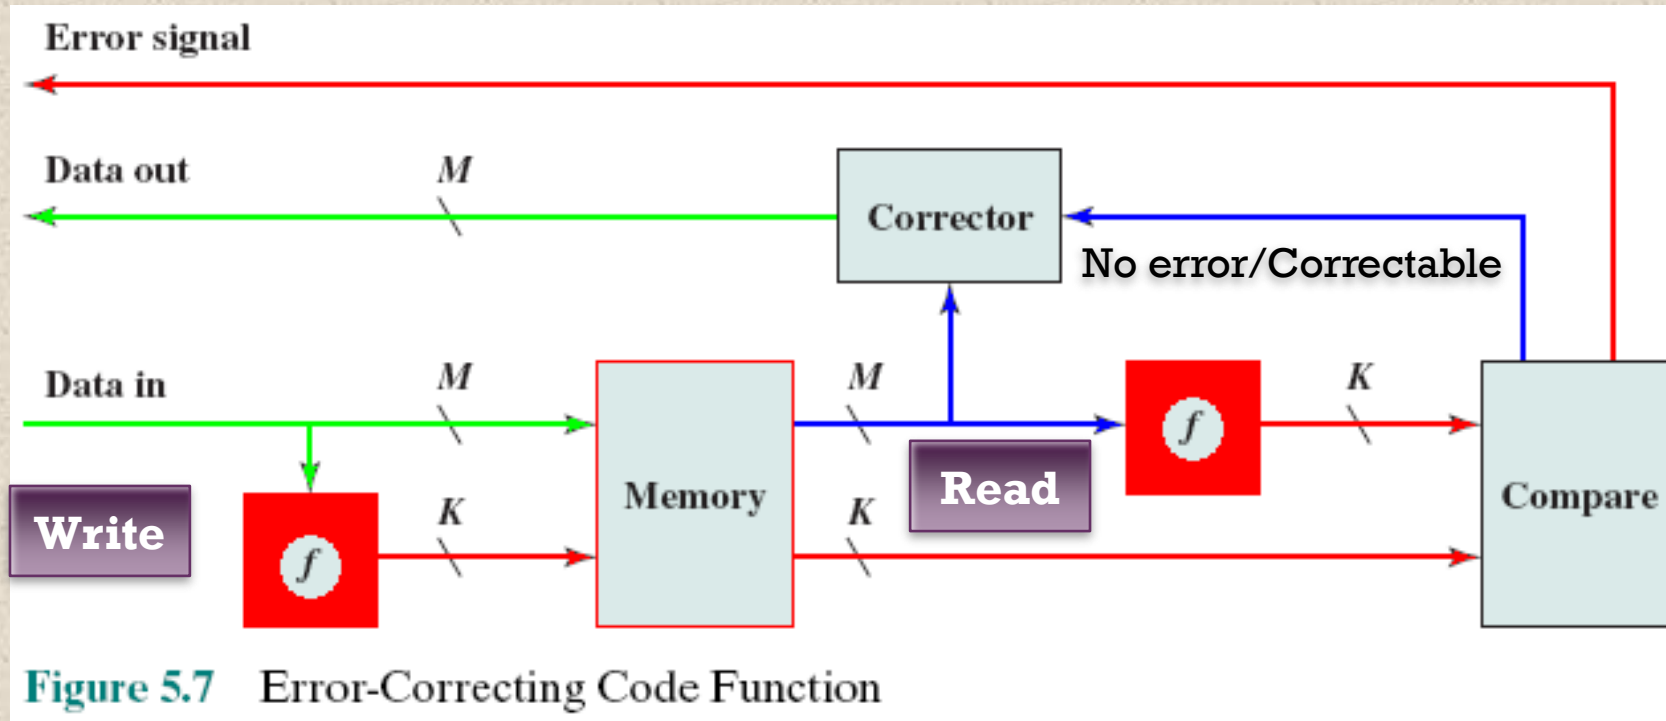 Error signal
Data out
M
Corrector
No error/Correctable
Data in
M
M
K
f
Write
K
Memory
Read
K
Compare
f
Figure 5.7 Error-Correcting Code Function